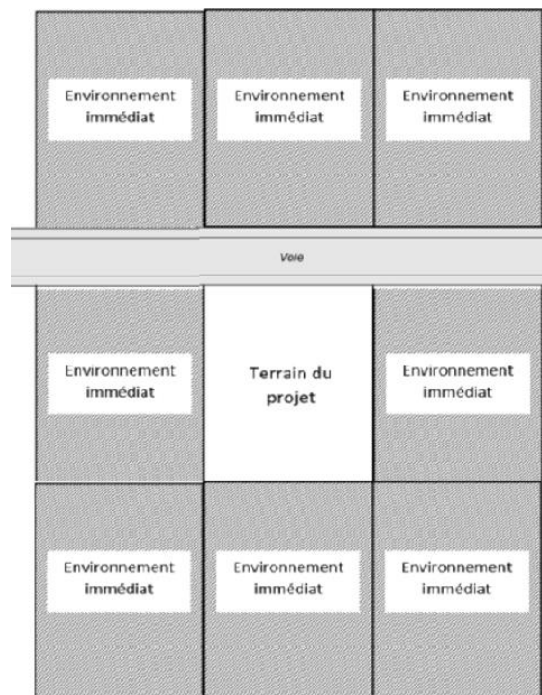 Environnement
immédiat
Environnement
immédiat
Environnement
immédiat
Voie
Environnement
immédiat
Terrain du
projet
Environnement
immédiat
Environnement
immédiat
Environnement
immédiat
Environnement
immédiat